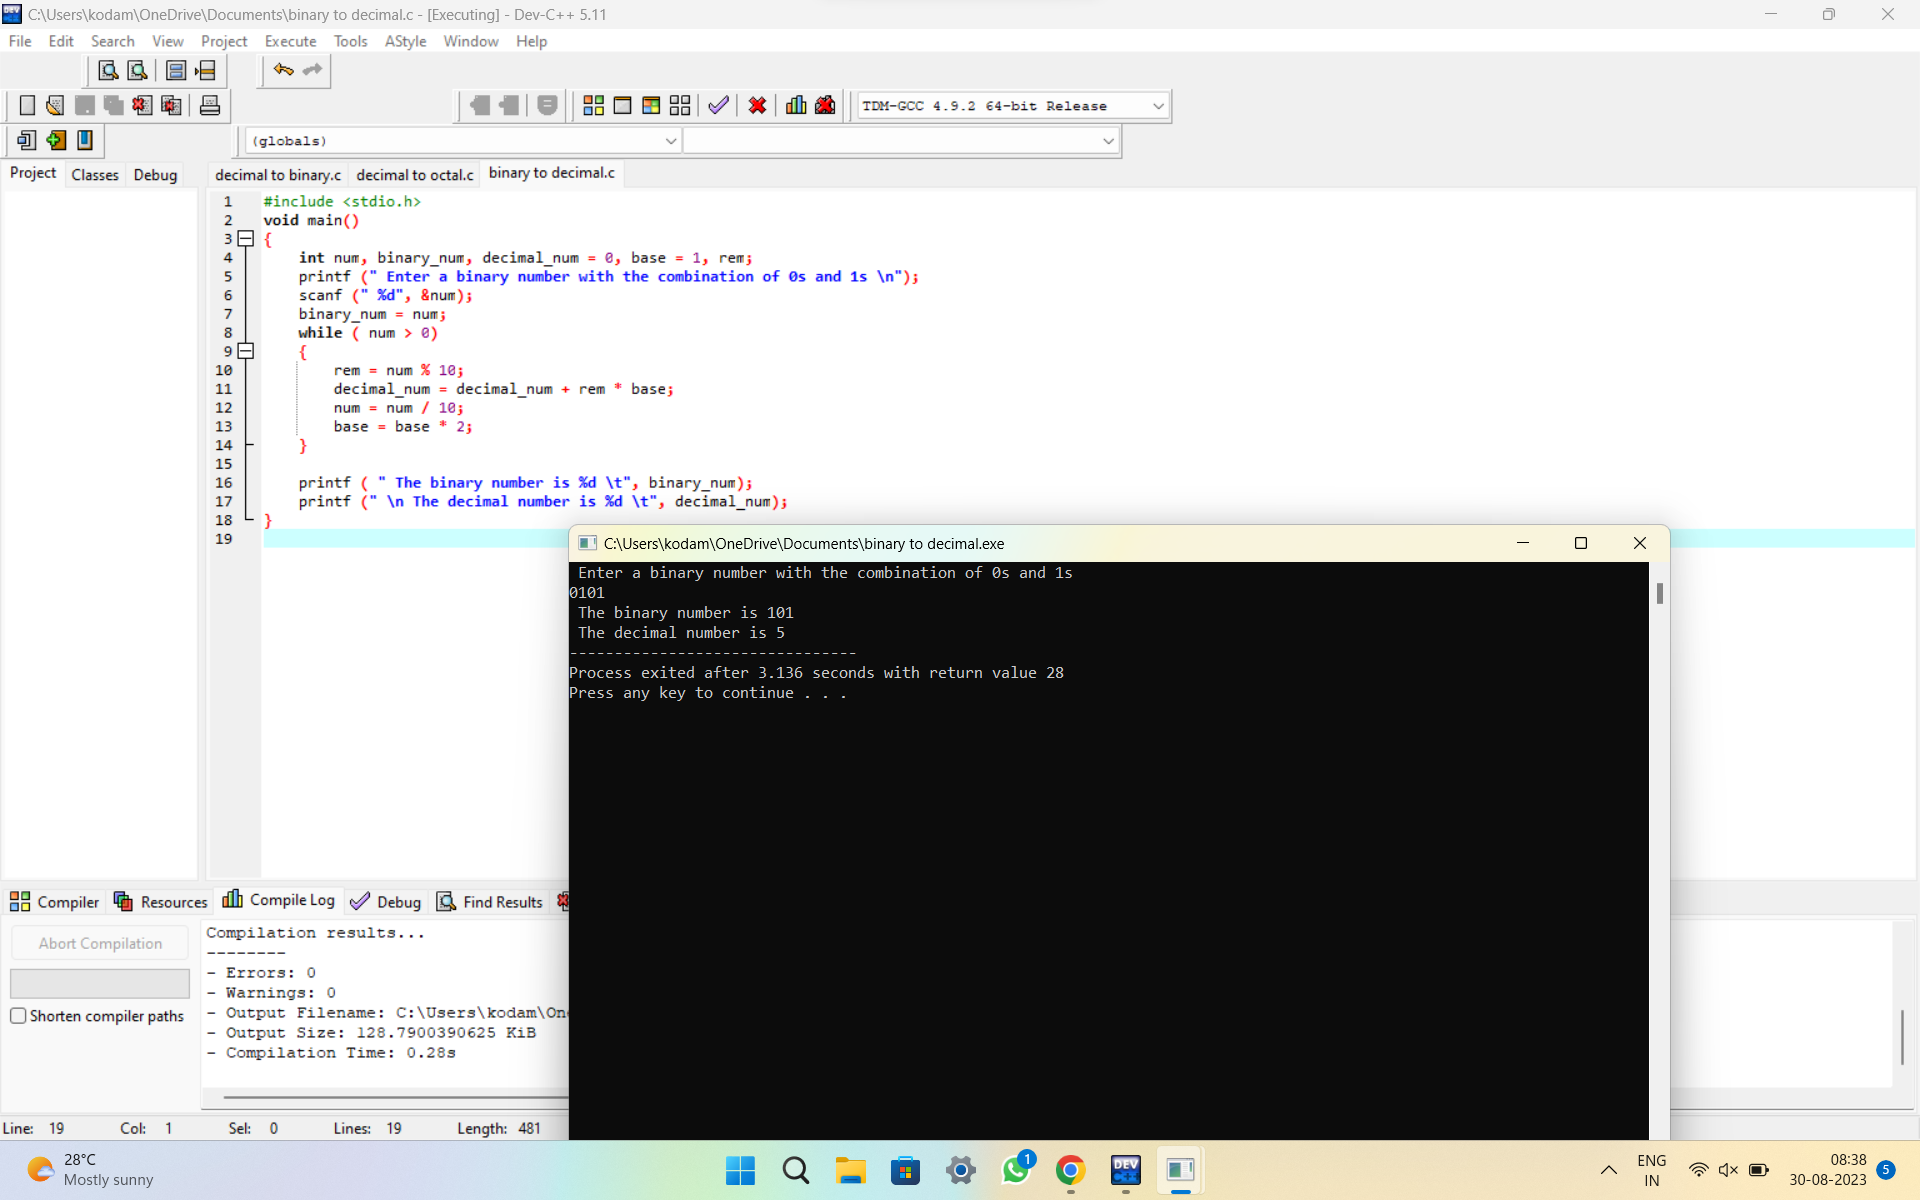 C:\Users\kodam\OneDrive\Documents\binary to decimal.c - [Executing] - Dev-C++ 5.11
File Edit Search View Project Execute Tools AStyle Window Help
TDM-GCC 4.9.2 64-bit Release
(globals)
Project Classes Debug
decimal to binary.c decimal to octal.c binary to decimal.c
1 #include <stdio.h>
2 void main()
3 {
4 int num, binary_num, decimal_num = 0, base = 1, rem;
5 printf (" Enter a binary number with the combination of 0s and 1s \n");
6 scanf (" %d", &num);
7 binary_num = num;
8 while ( num > 0)
9 {
10 rem = num % 10;
11 decimal_num = decimal_num + rem * base;
12 num = num / 10;
13 base = base * 2;
14 }
15
16 printf ( " The binary number is %d \t", binary_num);
17 printf (" \n The decimal number is %d \t", decimal_num);
18 }
19
C:\Users\kodam\OneDrive\Documents\binary to decimal.exe
Enter a binary number with the combination of 0s and 1s
0101
The binary number is 101
The decimal number is 5
--------------------------------
Process exited after 3.136 seconds with return value 28
Press any key to continue . . .
Compiler Resources Compile Log Debug Find Results
Abort Compilation
Shorten compiler paths
Compilation results...
--------
- Errors: 0
- Warnings: 0
- Output Filename: C:\Users\kodam\On
- Output Size: 128.7900390625 KiB
- Compilation Time: 0.28s
Line: 19 Col: 1 Sel: 0 Lines: 19 Length: 481
28°C
Mostly sunny
1
DEV
C++
ENG
IN
08:38
30-08-2023
5